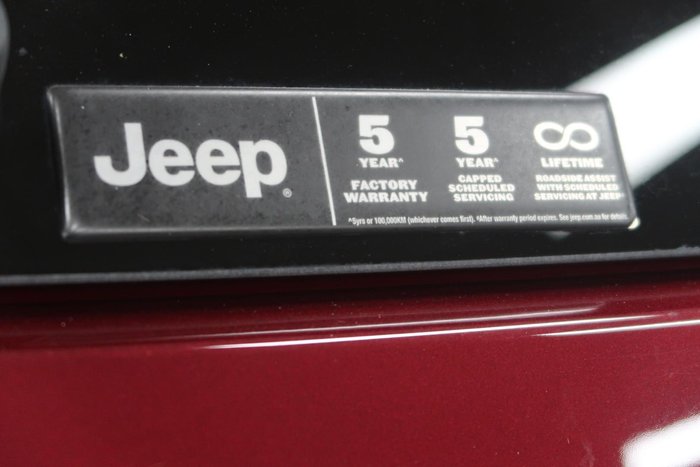 Jeep®
5
YEAR^
FACTORY
WARRANTY
5
YEAR^
CAPPED
SCHEDULED
SERVICING
LIFETIME
ROADSIDE ASSIST
WITH SCHEDULED
SERVICING AT JEEP
^5yrs or 100,000KM (whichever comes first). ^After warranty period expires. See jeep.com.au for details